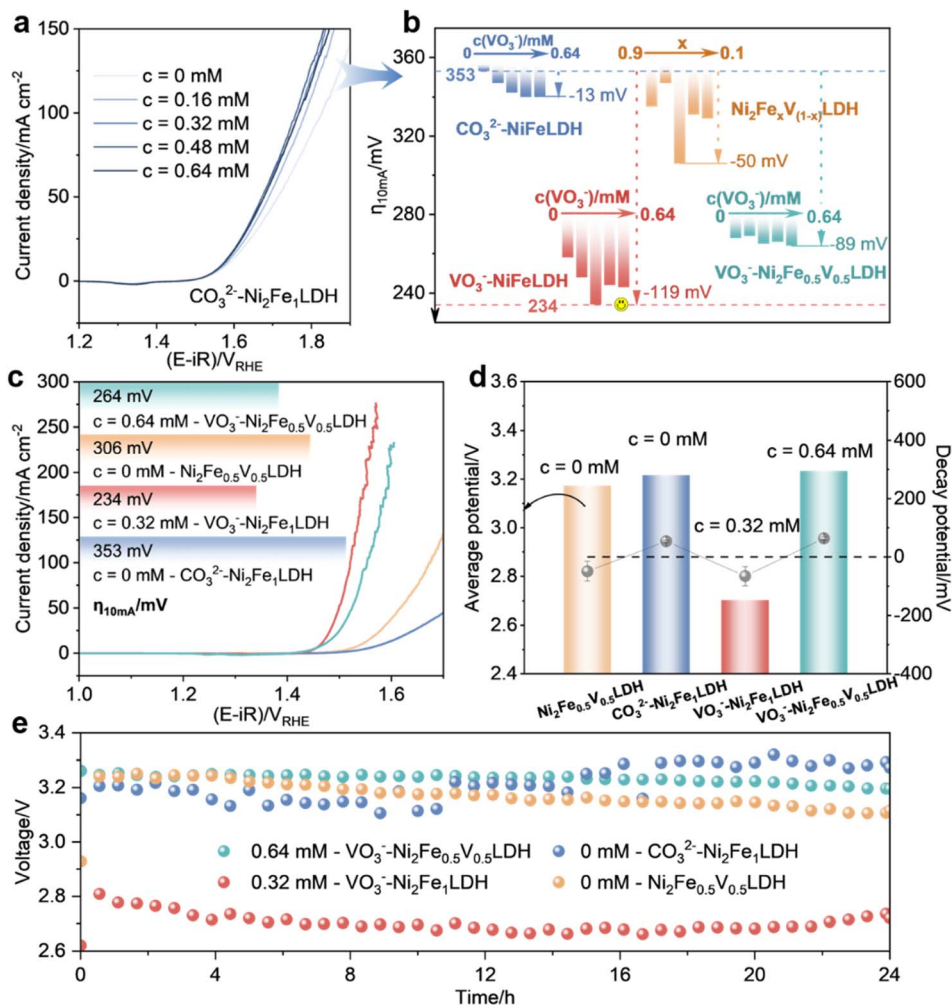 a
150
125
100
75
50
25
0
Current density/mA cm⁻²
c = 0 mM
c = 0.16 mM
c = 0.32 mM
c = 0.48 mM
c = 0.64 mM
CO₃²⁻-Ni₂Fe₁LDH
1.2 1.4 1.6 1.8
(E-iR)/V_RHE
b
360
320
280
240
η₁₀mA/mV
c(VO₃⁻)/mM
0 0.64
353
-13 mV
CO₃²⁻-NiFeLDH
x
0.9 0.1
Ni₂FeₓV₍₁₋ₓ₎LDH
-50 mV
c(VO₃⁻)/mM
0 0.64
VO₃⁻-NiFeLDH
-119 mV
234
c(VO₃⁻)/mM
0 0.64
-89 mV
VO₃⁻-Ni₂Fe₀.₅V₀.₅LDH
c
300
250
200
150
100
50
0
Current density/mA cm⁻²
264 mV
c = 0.64 mM - VO₃⁻-Ni₂Fe₀.₅V₀.₅LDH
306 mV
c = 0 mM - Ni₂Fe₀.₅V₀.₅LDH
234 mV
c = 0.32 mM - VO₃⁻-Ni₂Fe₁LDH
353 mV
c = 0 mM - CO₃²⁻-Ni₂Fe₁LDH
η₁₀mA/mV
1.0 1.2 1.4 1.6
(E-iR)/V_RHE
d
3.6
3.4
3.2
3.0
2.8
2.6
2.4
Average potential/V
c = 0 mM
c = 0 mM
c = 0.32 mM
c = 0.64 mM
600
400
200
0
-200
-400
Decay potential/mV
Ni₂Fe₀.₅V₀.₅LDH
CO₃²⁻-Ni₂Fe₁LDH
VO₃⁻-Ni₂Fe₁LDH
VO₃⁻-Ni₂Fe₀.₅V₀.₅LDH
e
3.4
3.2
3.0
2.8
2.6
Voltage/V
0.64 mM - VO₃⁻-Ni₂Fe₀.₅V₀.₅LDH
0 mM - CO₃²⁻-Ni₂Fe₁LDH
0.32 mM - VO₃⁻-Ni₂Fe₁LDH
0 mM - Ni₂Fe₀.₅V₀.₅LDH
0 4 8 12 16 20 24
Time/h